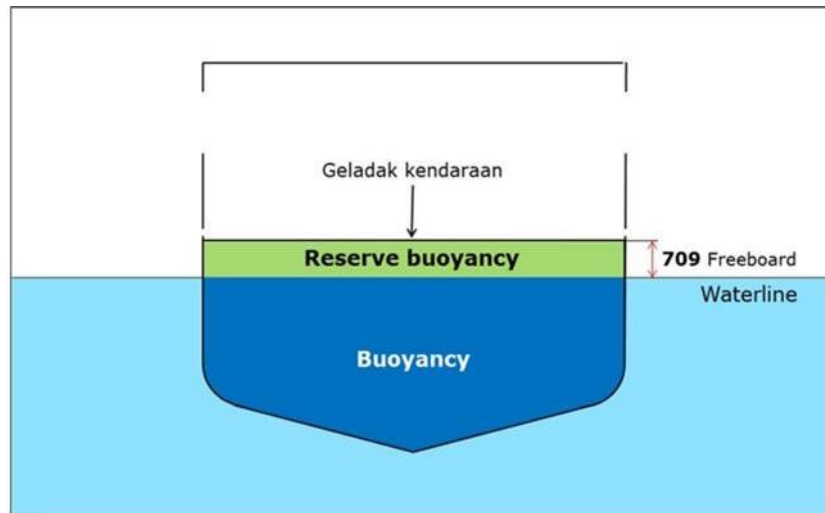 Geladak kendaraan
Reserve buoyancy
709 Freeboard
Waterline
Buoyancy